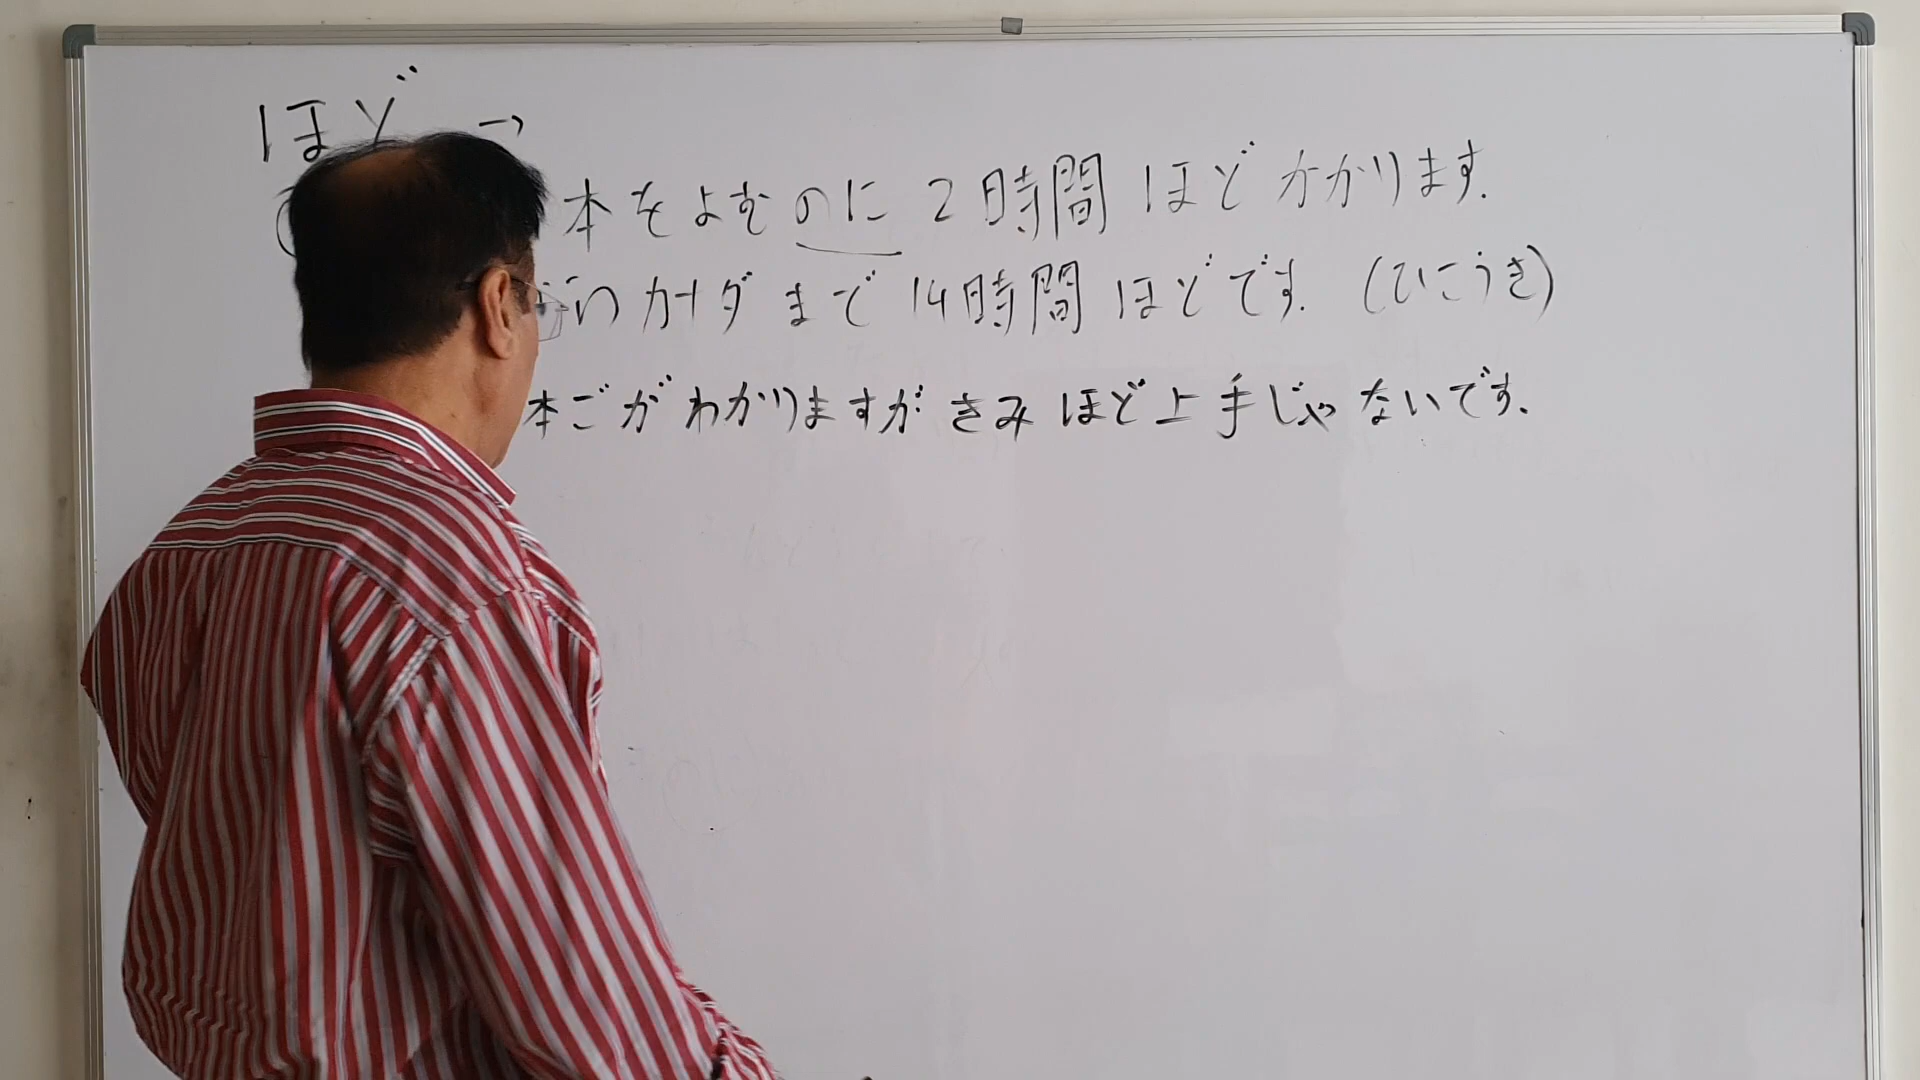 ほど →
本をよむのに 2時間 ほど かかります.
カナダ まで 14時間 ほどです. (ひこうき)
本ごが わかりますが きみ ほど 上手じゃ ないです.